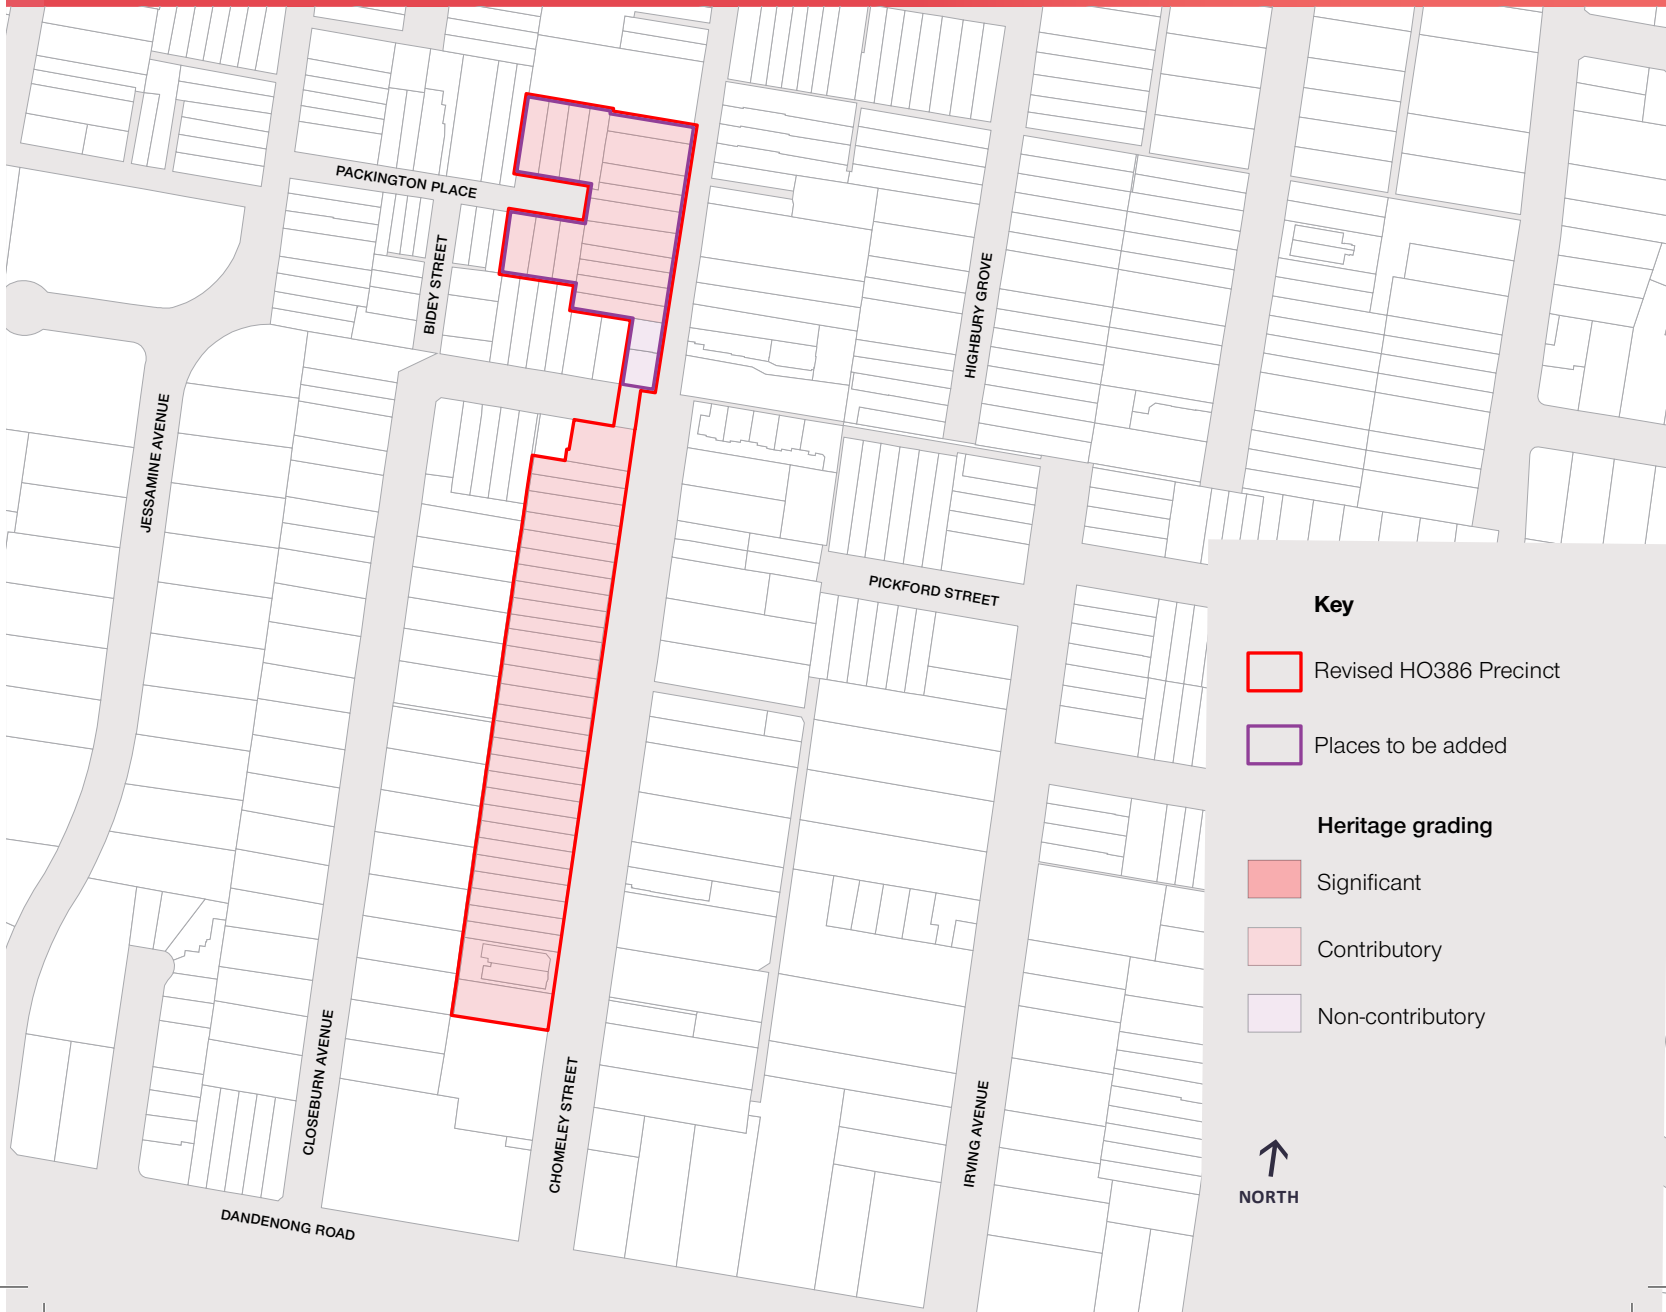 PACKINGTON PLACE
BIDEY STREET
HIGHBURY GROVE
JESSAMINE AVENUE
PICKFORD STREET
CLOSEBURN AVENUE
CHOMELEY STREET
IRVING AVENUE
DANDENONG ROAD
Key
Revised HO386 Precinct
Places to be added
Heritage grading
Significant
Contributory
Non-contributory
NORTH